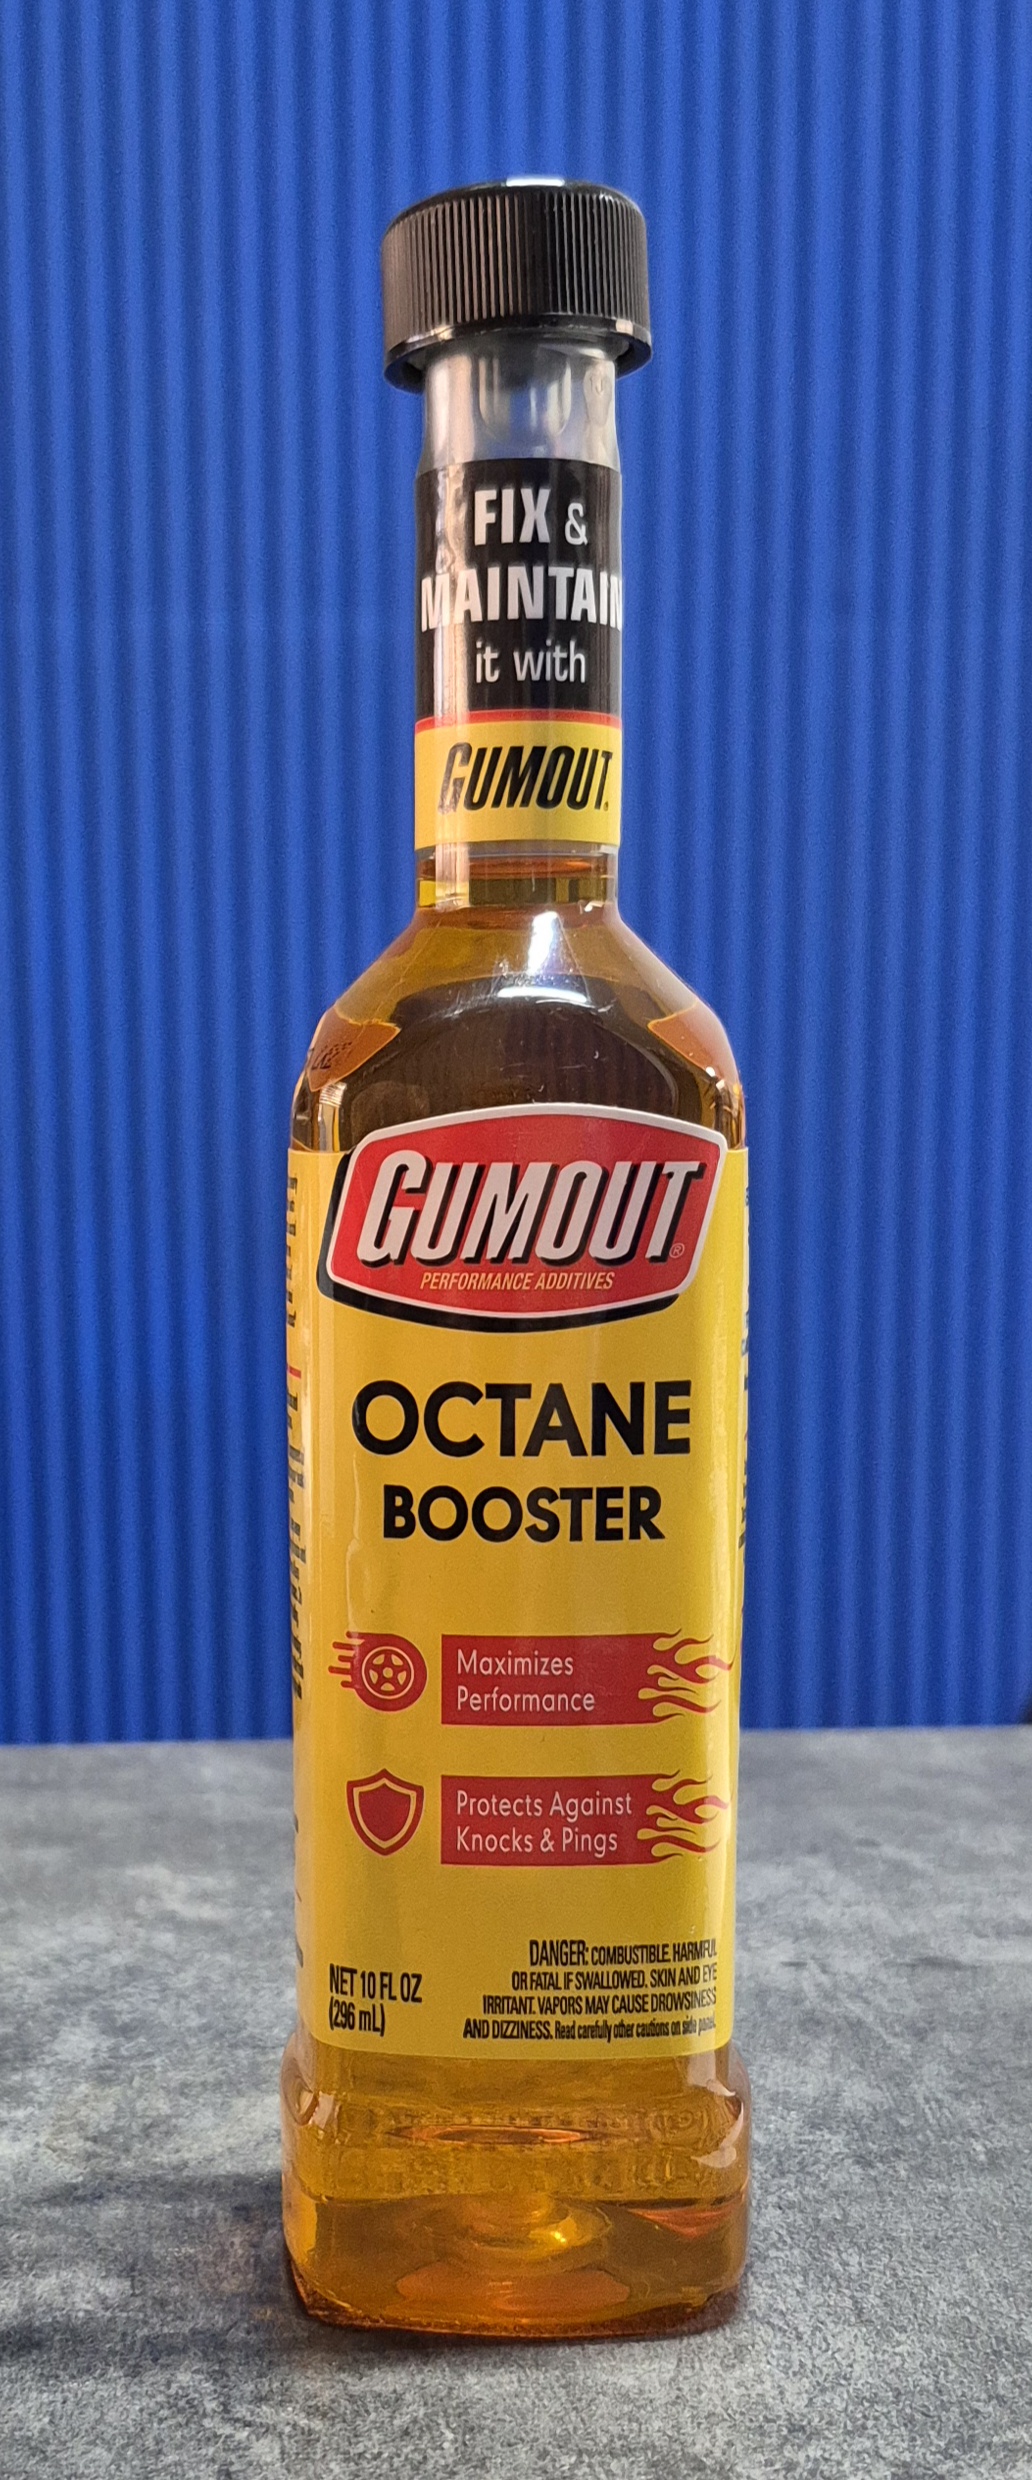 FIX &
MAINTAIN
it with
GUMOUT®
GUMOUT®
PERFORMANCE ADDITIVES
OCTANE
BOOSTER
Maximizes
Performance
Protects Against
Knocks & Pings
NET 10 FL OZ
(296 mL)
DANGER: COMBUSTIBLE. HARMFUL
OR FATAL IF SWALLOWED. SKIN AND EYE
IRRITANT. VAPORS MAY CAUSE DROWSINESS
AND DIZZINESS. Read carefully other cautions on side panel.